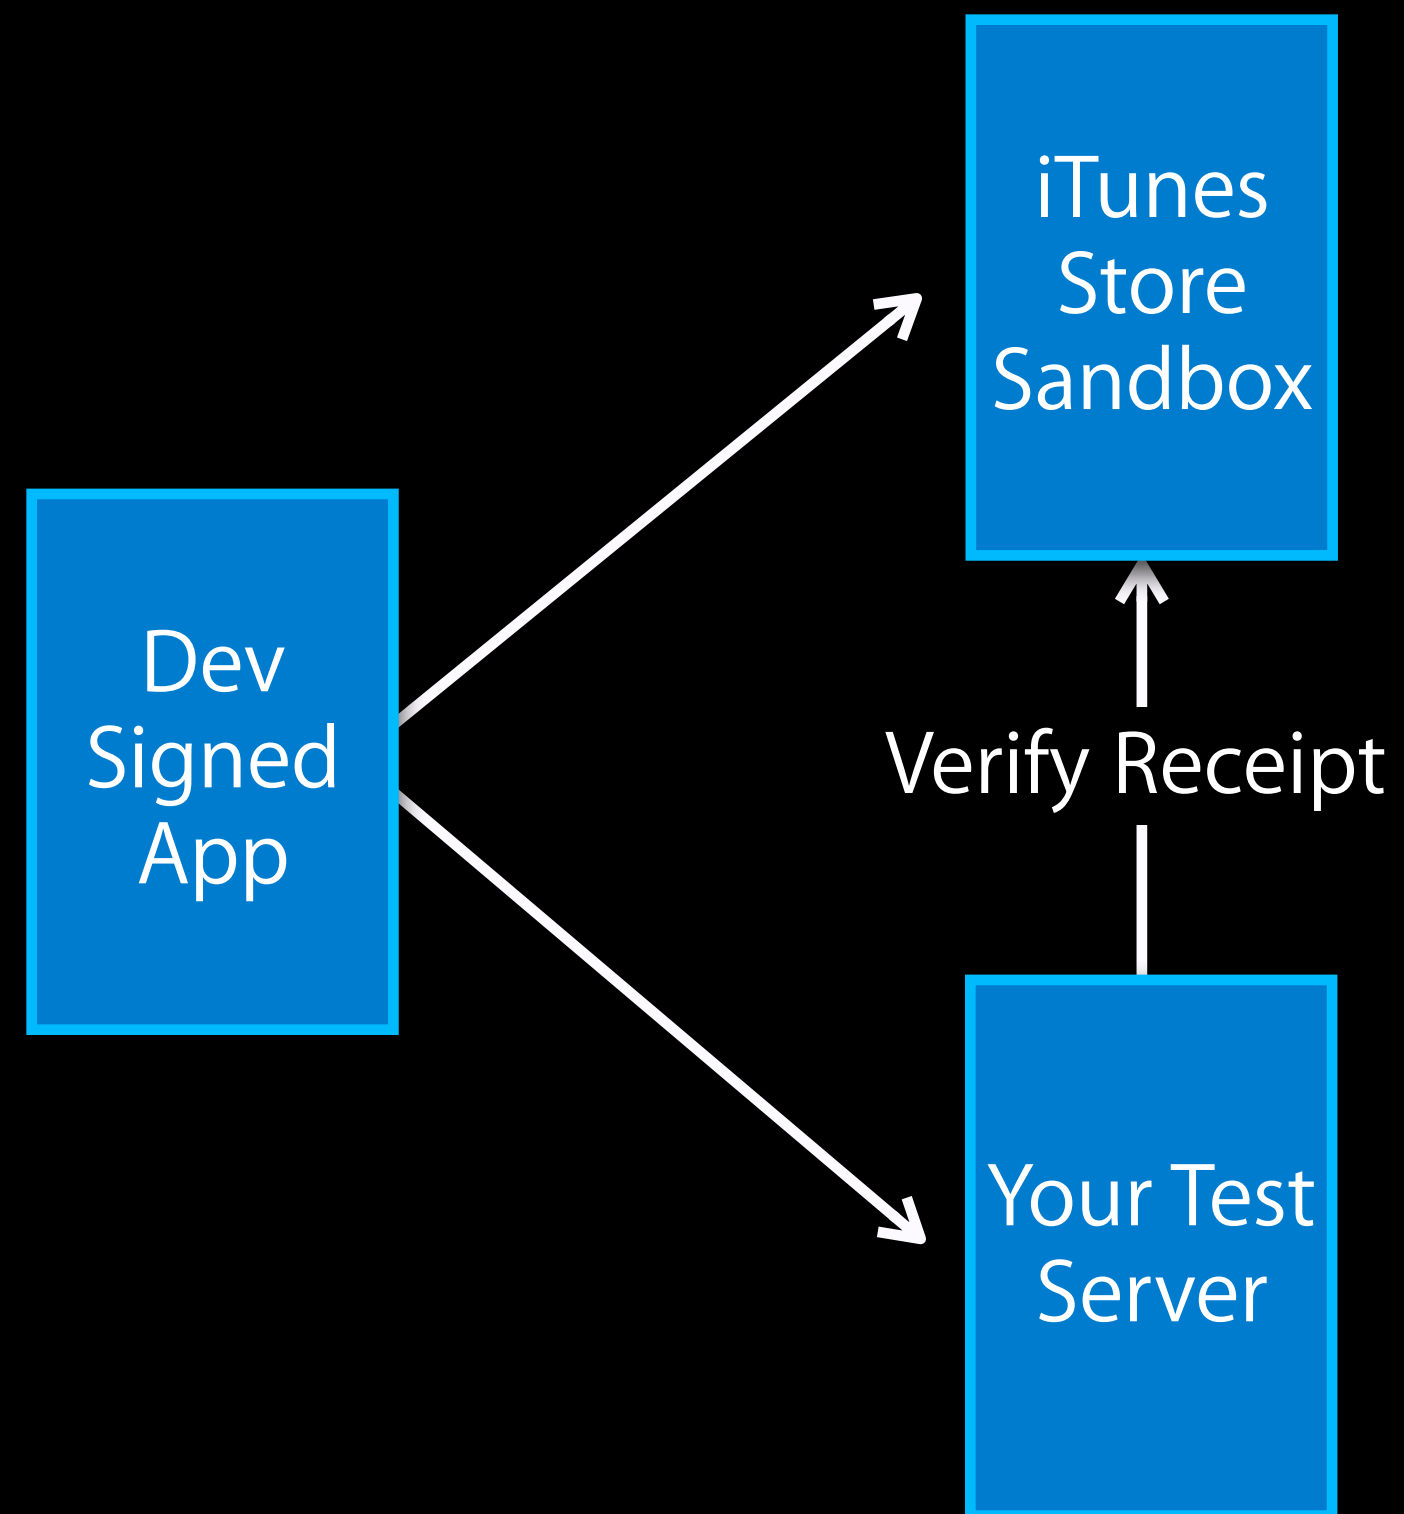 iTunes
Store
Sandbox
Dev
Signed
App
Verify Receipt
Your Test
Server